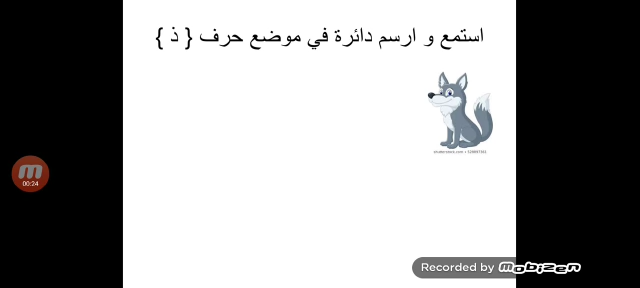 استمع و ارسم دائرة في موضع حرف { ذ }
00:24
Recorded by mobizen